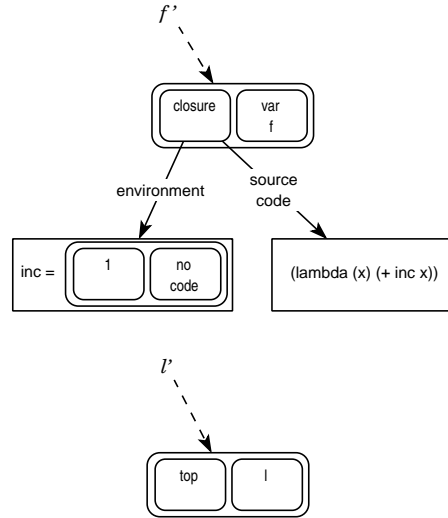 f'
closure
var
f
environment
source
code
inc =
1
no
code
(lambda (x) (+ inc x))
l'
top
l